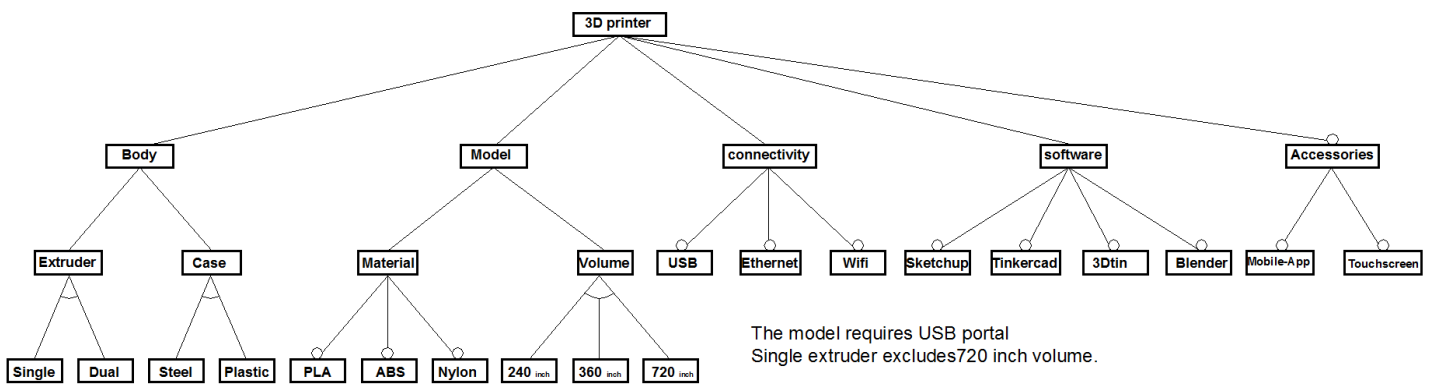 3D printer
Body Model connectivity software Accessories
Extruder Case Material Volume USB Ethernet Wifi Sketchup Tinkercad 3Dtin Blender Mobile-App Touchscreen
Single Dual Steel Plastic PLA ABS Nylon 240 inch 360 inch 720 inch
The model requires USB portal
Single extruder excludes720 inch volume.